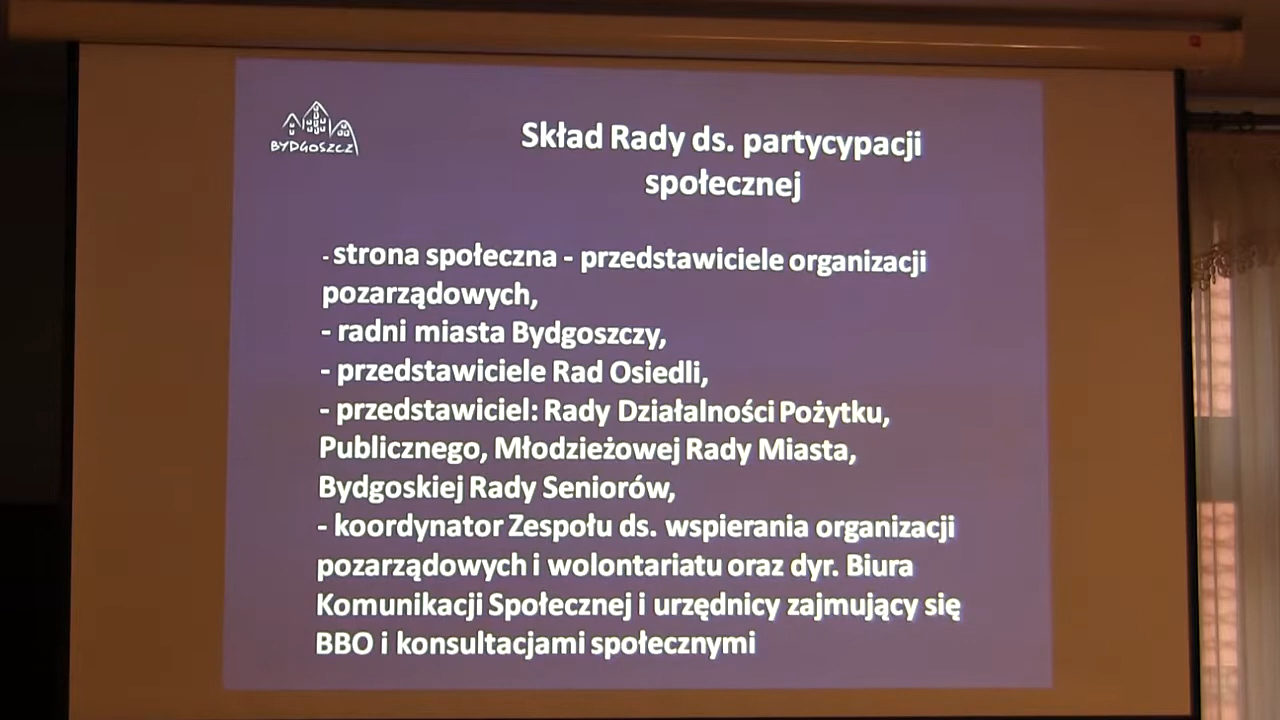 BYDGOSZCZ
Skład Rady ds. partycypacji
społecznej
- strona społeczna - przedstawiciele organizacji
pozarządowych,
- radni miasta Bydgoszczy,
- przedstawiciele Rad Osiedli,
- przedstawiciel: Rady Działalności Pożytku,
Publicznego, Młodzieżowej Rady Miasta,
Bydgoskiej Rady Seniorów,
- koordynator Zespołu ds. wspierania organizacji
pozarządowych i wolontariatu oraz dyr. Biura
Komunikacji Społecznej i urzędnicy zajmujący się
BBO i konsultacjami społecznymi